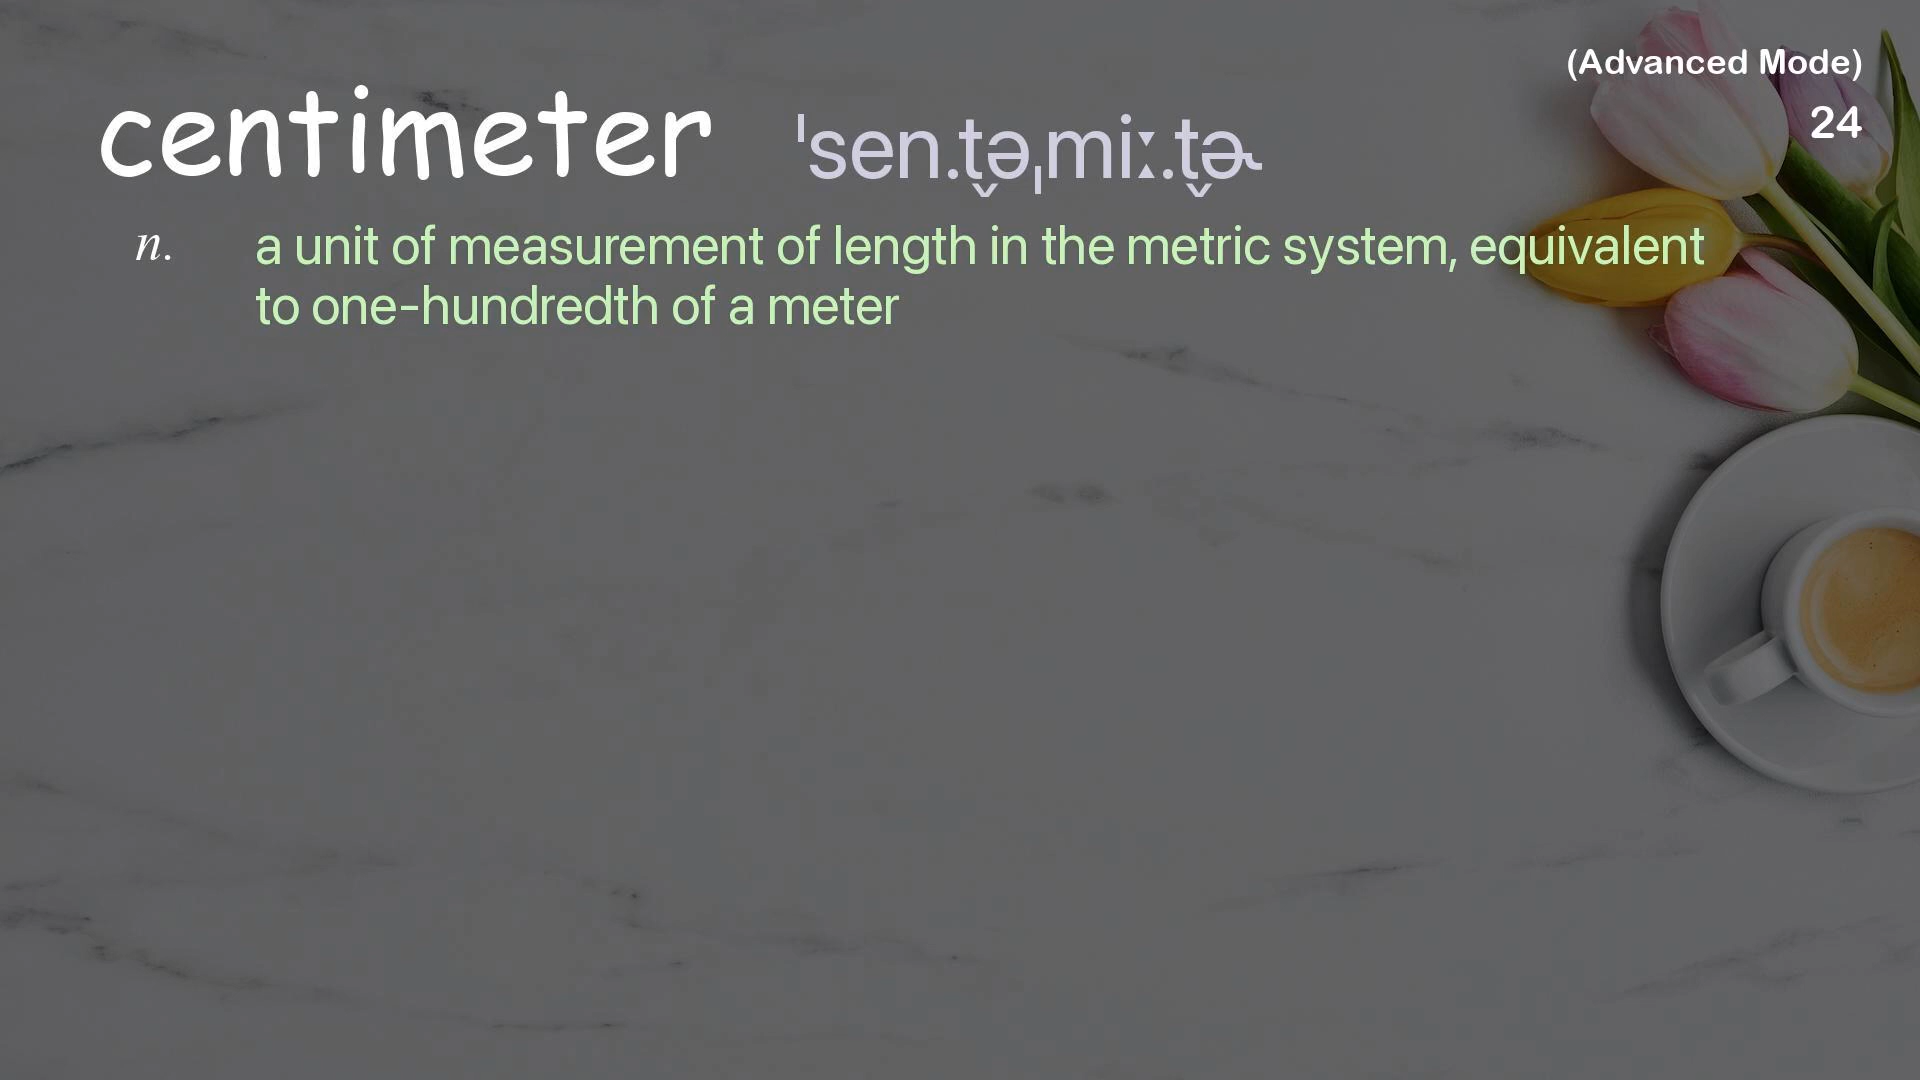 (Advanced Mode)
24
centimeter ˈsen.t̬əˌmiː.t̬ɚ
n. a unit of measurement of length in the metric system, equivalent
to one-hundredth of a meter